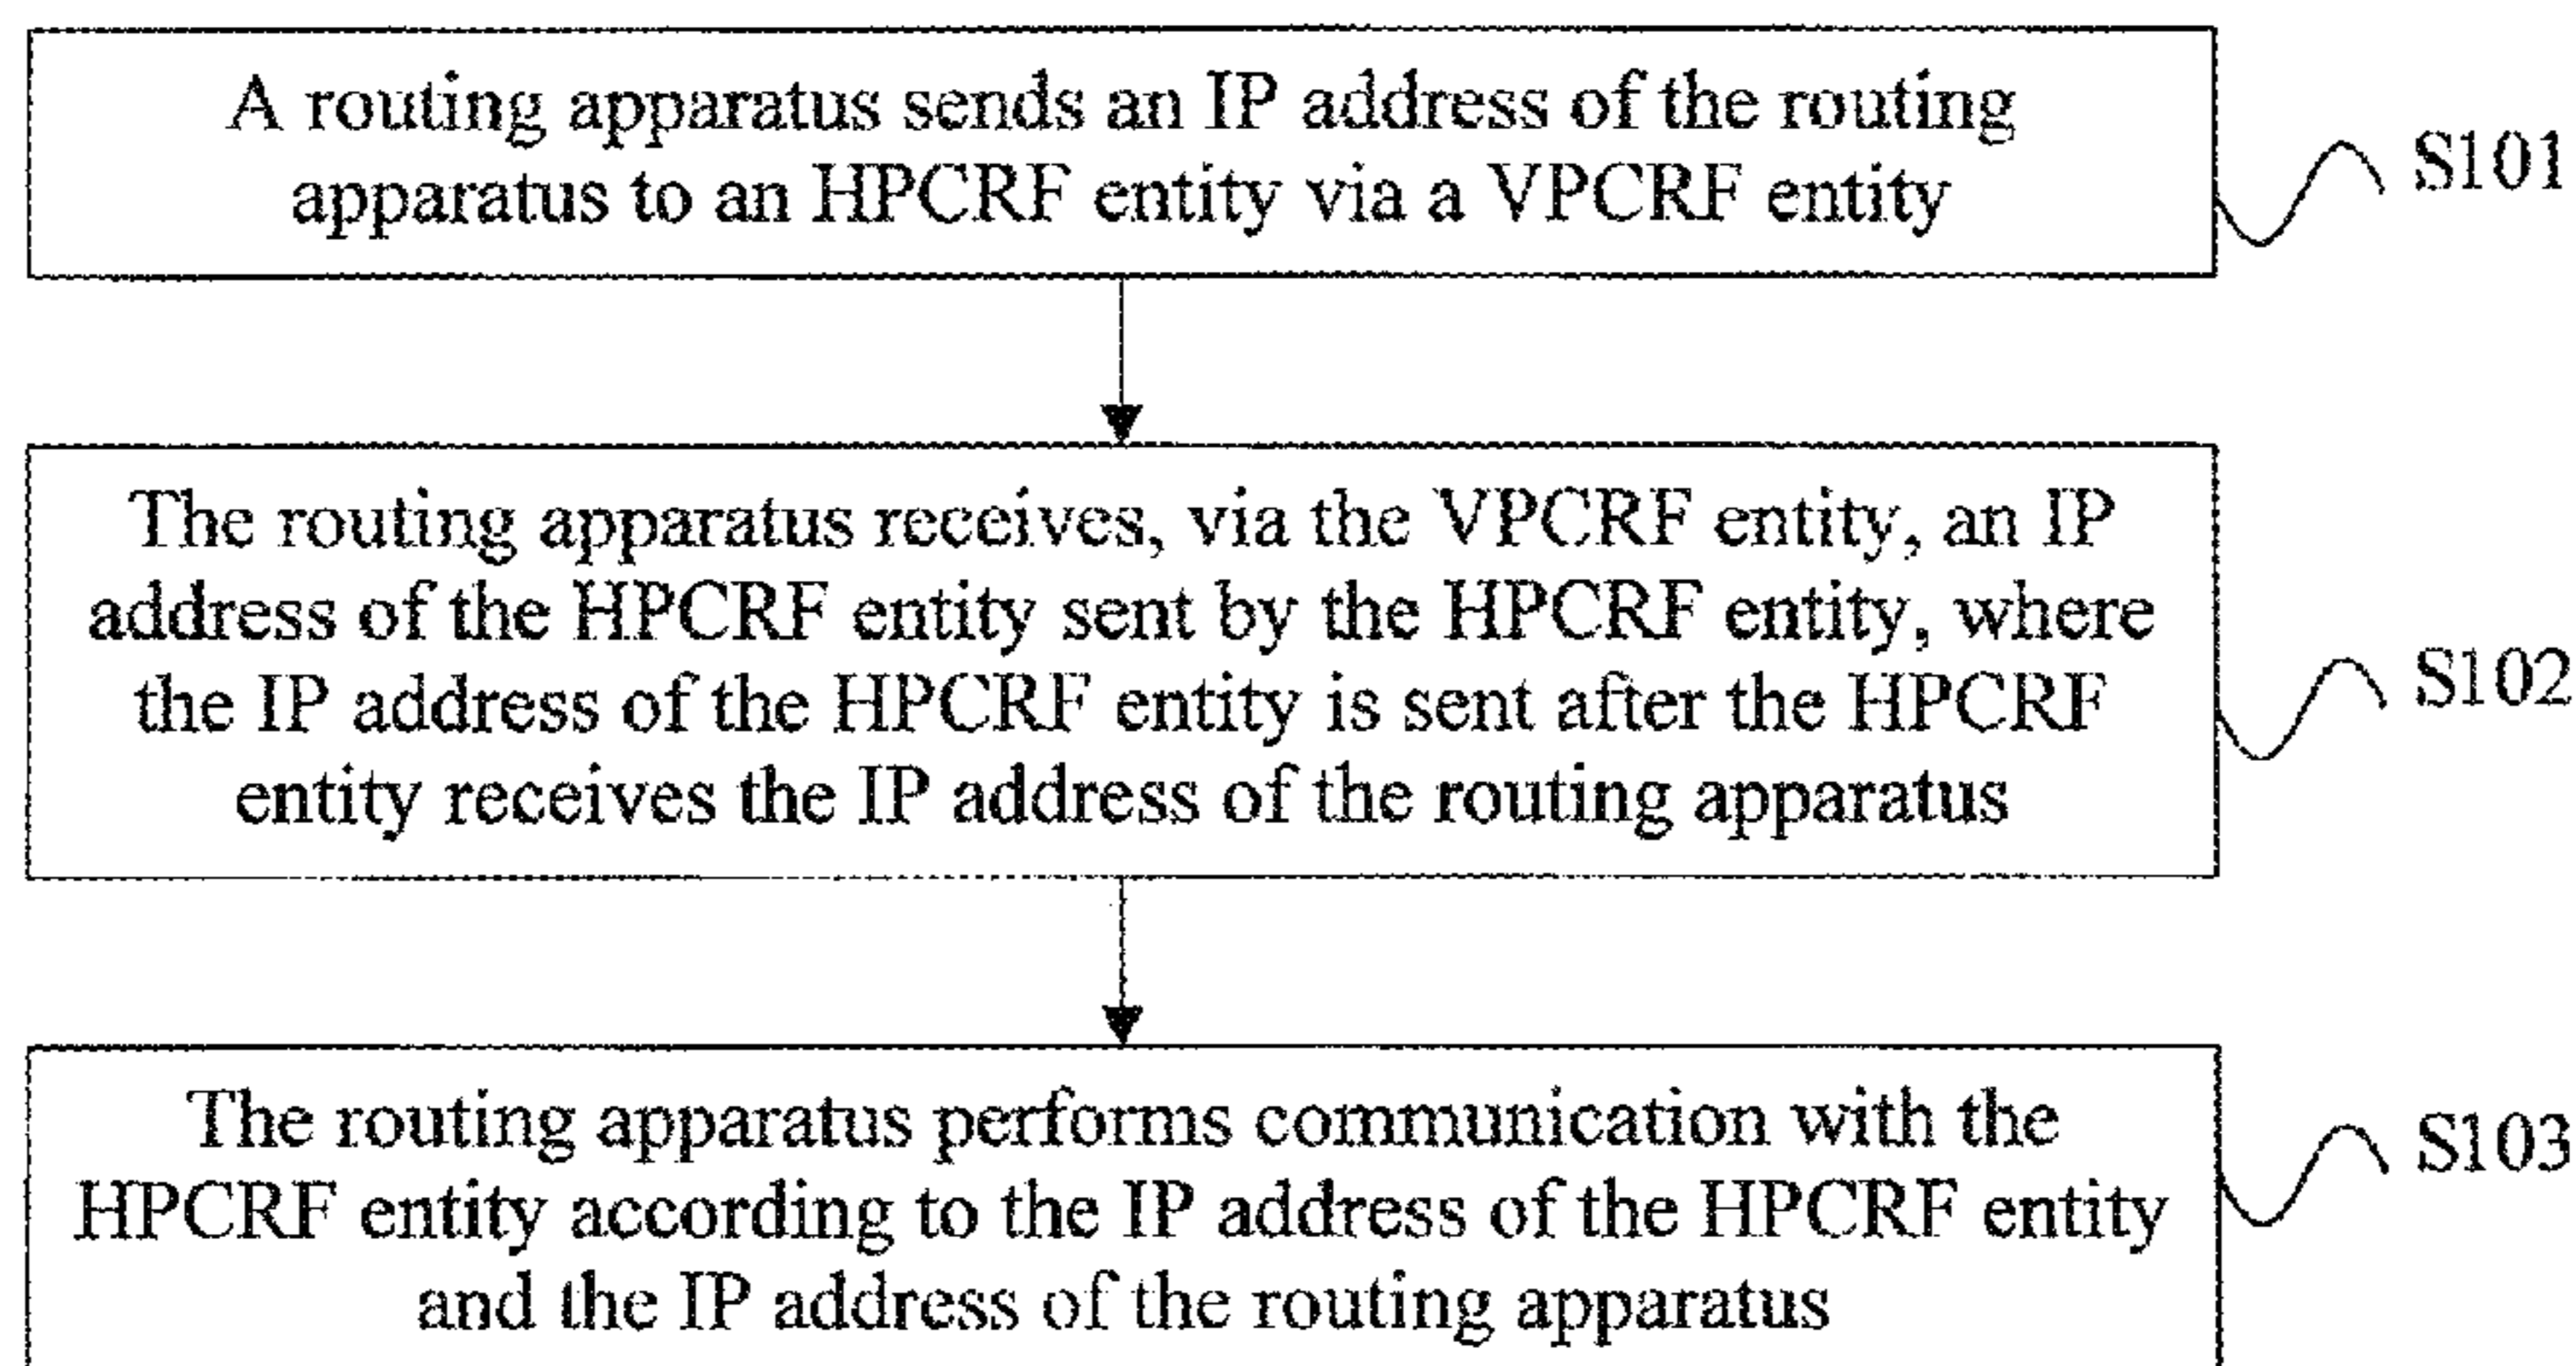 A routing apparatus sends an IP address of the routing
apparatus to an HPCRF entity via a VPCRF entity
S101
The routing apparatus receives, via the VPCRF entity, an IP
address of the HPCRF entity sent by the HPCRF entity, where
the IP address of the HPCRF entity is sent after the HPCRF
entity receives the IP address of the routing apparatus
S102
The routing apparatus performs communication with the
HPCRF entity according to the IP address of the HPCRF entity
and the IP address of the routing apparatus
S103